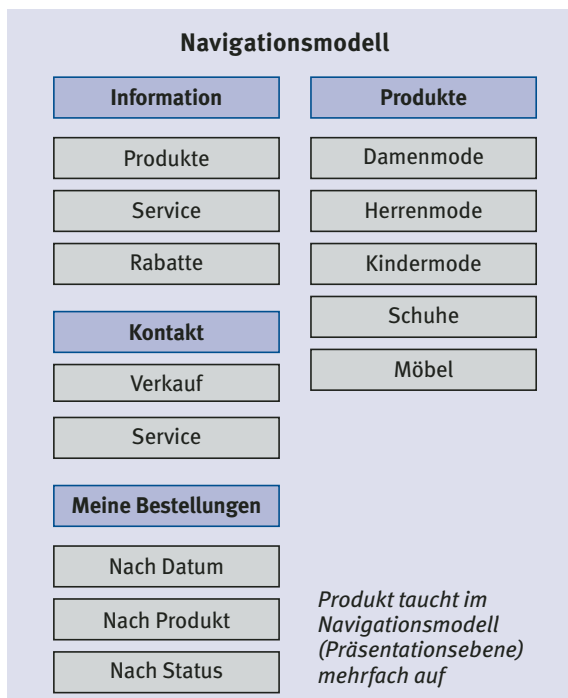 Navigationsmodell
Information
Produkte
Service
Rabatte
Kontakt
Verkauf
Service
Meine Bestellungen
Nach Datum
Nach Produkt
Nach Status
Produkte
Damenmode
Herrenmode
Kindermode
Schuhe
Möbel
Produkt taucht im
Navigationsmodell
(Präsentationsebene)
mehrfach auf